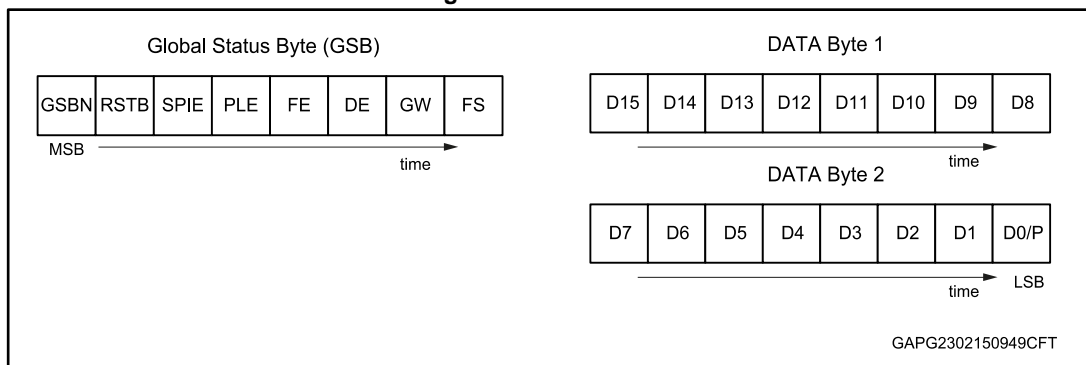 Global Status Byte (GSB)
GSBN RSTB SPIE PLE FE DE GW FS
MSB
time
DATA Byte 1
D15 D14 D13 D12 D11 D10 D9 D8
time
DATA Byte 2
D7 D6 D5 D4 D3 D2 D1 D0/P
time
LSB
GAPG2302150949CFT